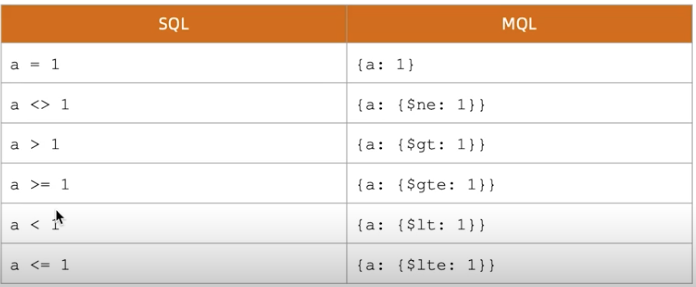 SQL MQL
a = 1 {a: 1}
a <> 1 {a: {$ne: 1}}
a > 1 {a: {$gt: 1}}
a >= 1 {a: {$gte: 1}}
a < 1 {a: {$lt: 1}}
a <= 1 {a: {$lte: 1}}